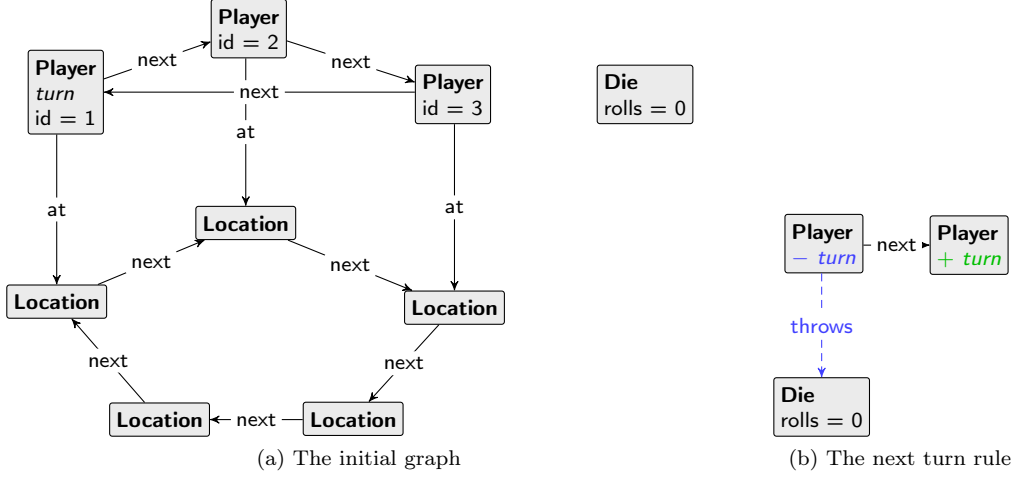 Player
id = 2
Player
turn
id = 1
next
next
Player
id = 3
next
Die
rolls = 0
at
at
at
Location
Player
− turn
next
Player
+ turn
next
next
Location
Location
throws
next
next
Die
rolls = 0
Location
next
Location
(a) The initial graph
(b) The next turn rule